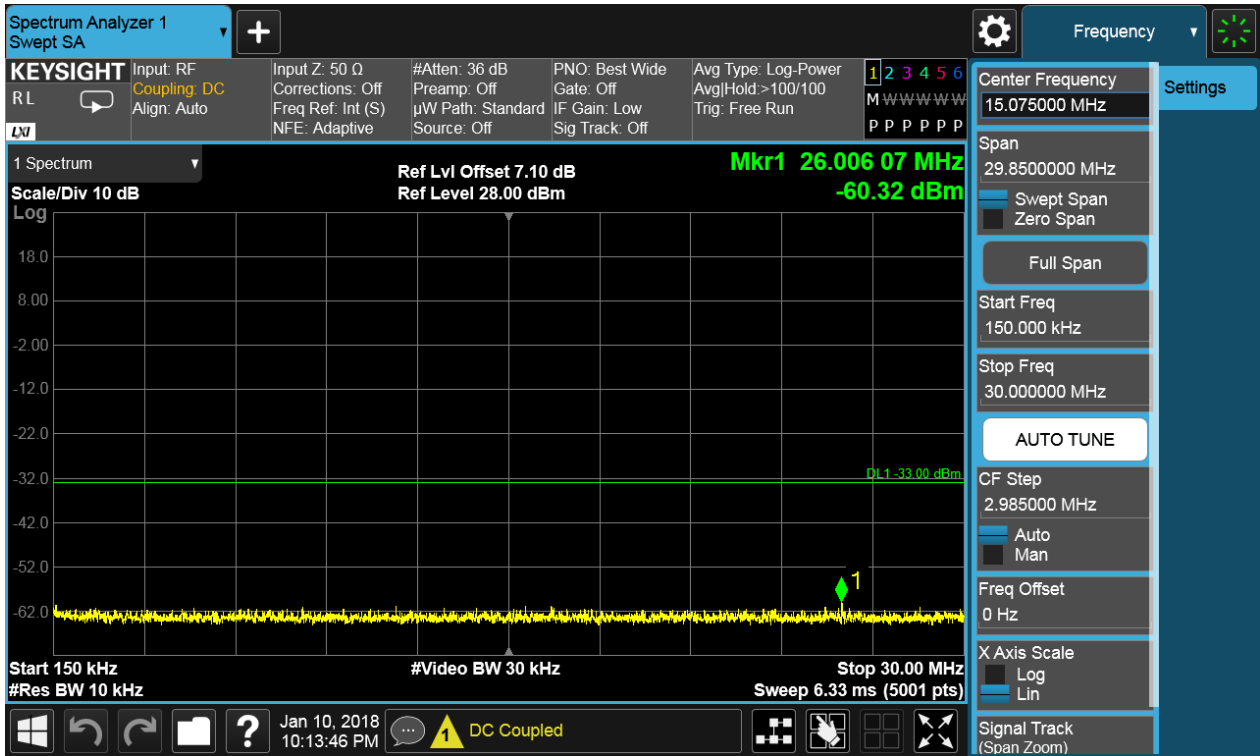 Spectrum Analyzer 1
Swept SA
Frequency
KEYSIGHT
RL
LXI
Input: RF
Coupling: DC
Align: Auto
Input Z: 50 Ω
Corrections: Off
Freq Ref: Int (S)
NFE: Adaptive
#Atten: 36 dB
Preamp: Off
µW Path: Standard
Source: Off
PNO: Best Wide
Gate: Off
IF Gain: Low
Sig Track: Off
Avg Type: Log-Power
Avg|Hold:>100/100
Trig: Free Run
1 2 3 4 5 6
M W W W W W
P P P P P P
1 Spectrum
Scale/Div 10 dB
Log
Ref Lvl Offset 7.10 dB
Ref Level 28.00 dBm
Mkr1 26.006 07 MHz
-60.32 dBm
18.0
8.00
-2.00
-12.0
-22.0
-32.0
DL1 -33.00 dBm
-42.0
-52.0
1
-62.0
Start 150 kHz
#Video BW 30 kHz
Stop 30.00 MHz
#Res BW 10 kHz
Sweep 6.33 ms (5001 pts)
Center Frequency
15.075000 MHz
Settings
Span
29.8500000 MHz
Swept Span
Zero Span
Full Span
Start Freq
150.000 kHz
Stop Freq
30.000000 MHz
AUTO TUNE
CF Step
2.985000 MHz
Auto
Man
Freq Offset
0 Hz
X Axis Scale
Log
Lin
Signal Track
(Span Zoom)
?
Jan 10, 2018
10:13:46 PM
1
DC Coupled